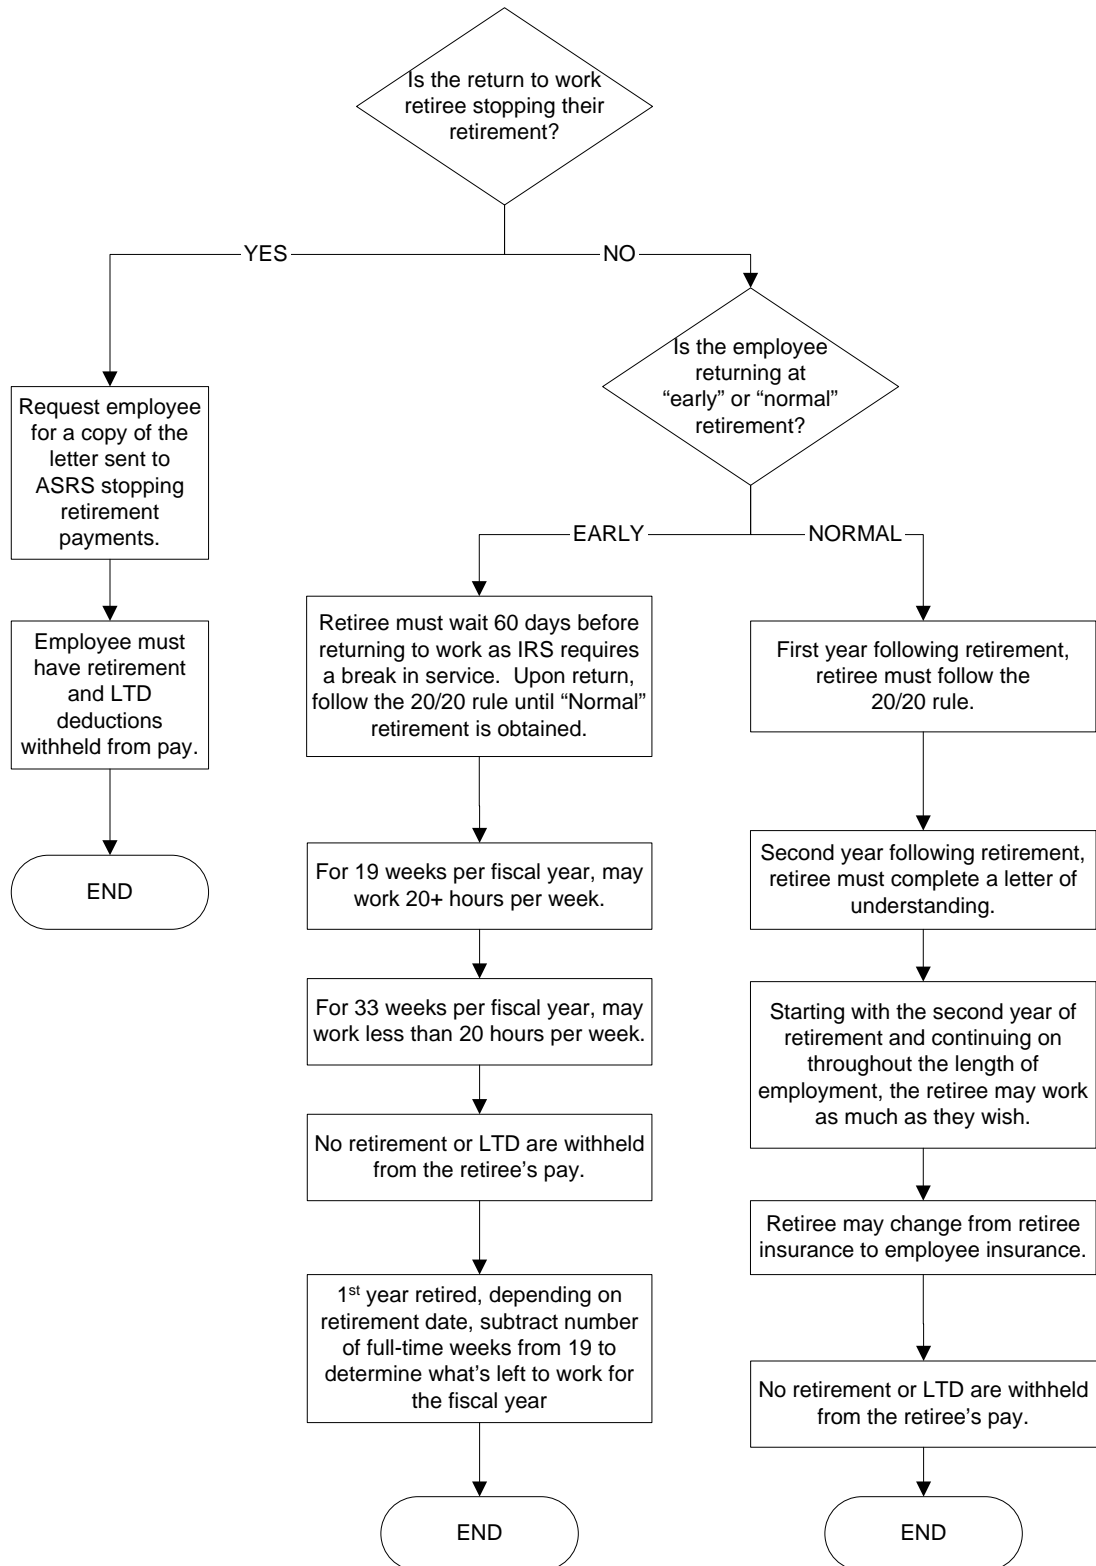 Is the return to work
retiree stopping their
retirement?
YES
NO
Is the employee
returning at
“early” or “normal”
retirement?
Request employee
for a copy of the
letter sent to
ASRS stopping
retirement
payments.
Employee must
have retirement
and LTD
deductions
withheld from pay.
END
EARLY
NORMAL
Retiree must wait 60 days before
returning to work as IRS requires
a break in service.  Upon return,
follow the 20/20 rule until “Normal”
retirement is obtained.
For 19 weeks per fiscal year, may
work 20+ hours per week.
For 33 weeks per fiscal year, may
work less than 20 hours per week.
No retirement or LTD are withheld
from the retiree’s pay.
1st year retired, depending on
retirement date, subtract number
of full-time weeks from 19 to
determine what’s left to work for
the fiscal year
END
First year following retirement,
retiree must follow the
20/20 rule.
Second year following retirement,
retiree must complete a letter of
understanding.
Starting with the second year of
retirement and continuing on
throughout the length of
employment, the retiree may work
as much as they wish.
Retiree may change from retiree
insurance to employee insurance.
No retirement or LTD are withheld
from the retiree’s pay.
END